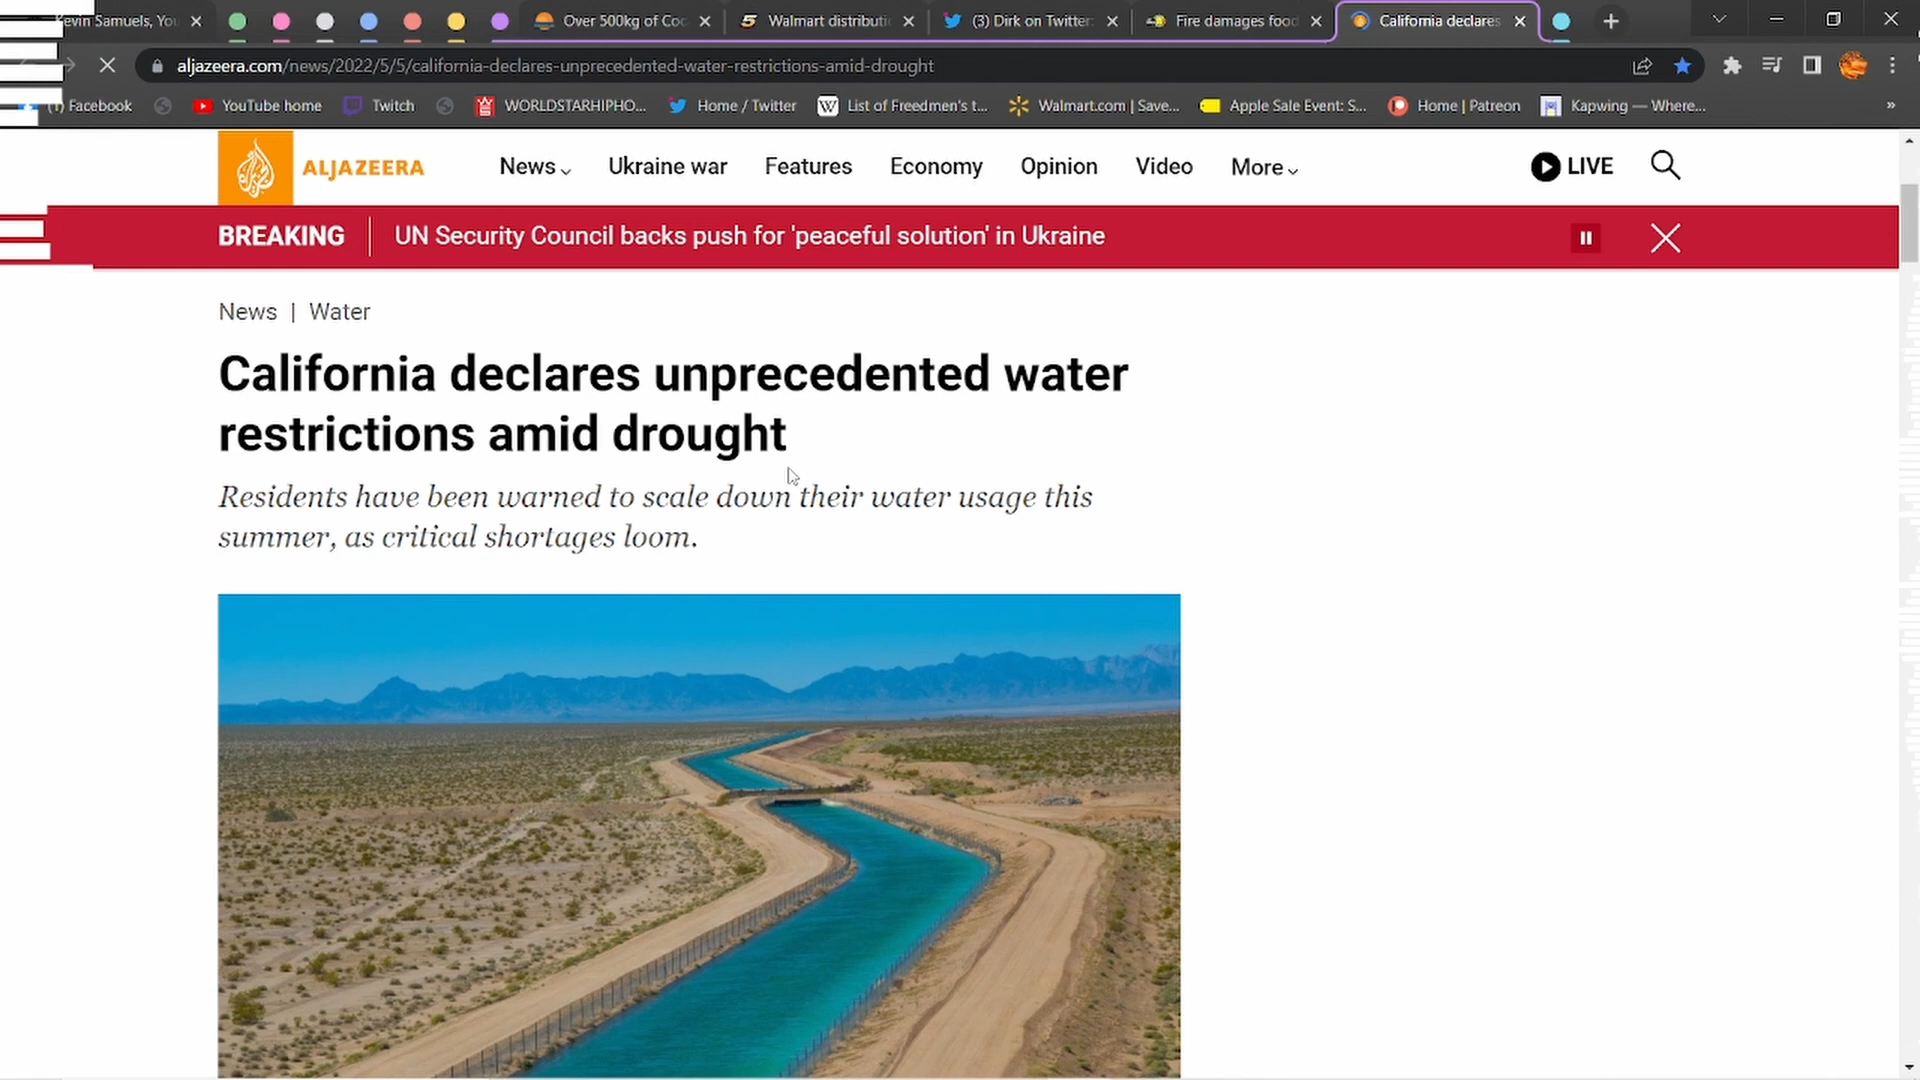 Kevin Samuels, You
Over 500kg of Coc
Walmart distributi
(3) Dirk on Twitter:
Fire damages food
California declares
aljazeera.com/news/2022/5/5/california-declares-unprecedented-water-restrictions-amid-drought
(1) Facebook
YouTube home
Twitch
WORLDSTARHIPHO...
Home / Twitter
List of Freedmen's t...
Walmart.com | Save...
Apple Sale Event: S...
Home | Patreon
Kapwing — Where...
»
ALJAZEERA
News
Ukraine war
Features
Economy
Opinion
Video
More
LIVE
BREAKING
UN Security Council backs push for 'peaceful solution' in Ukraine
News | Water
California declares unprecedented water
restrictions amid drought
Residents have been warned to scale down their water usage this
summer, as critical shortages loom.